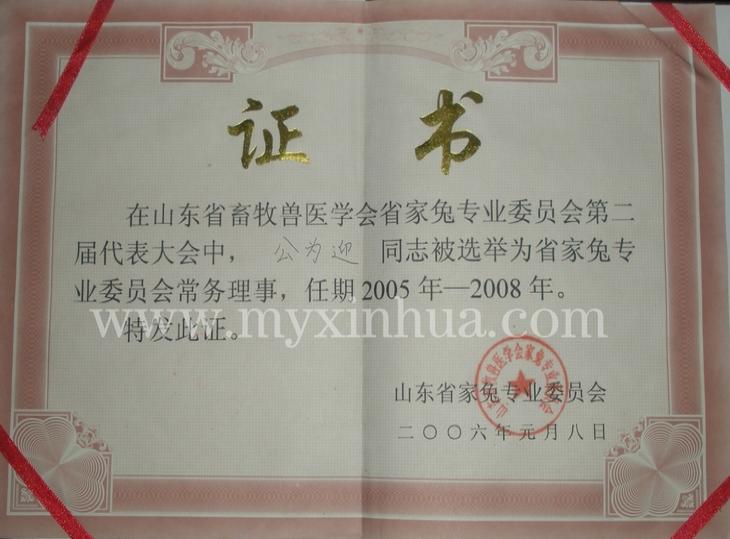 证书
在山东省畜牧兽医学会省家兔专业委员会第二
届代表大会中，公为迎 同志被选举为省家兔专
业委员会常务理事，任期2005年—2008年。
特发此证。
www.myxinhua.com
山东省家兔专业委员会
二〇〇六年元月八日